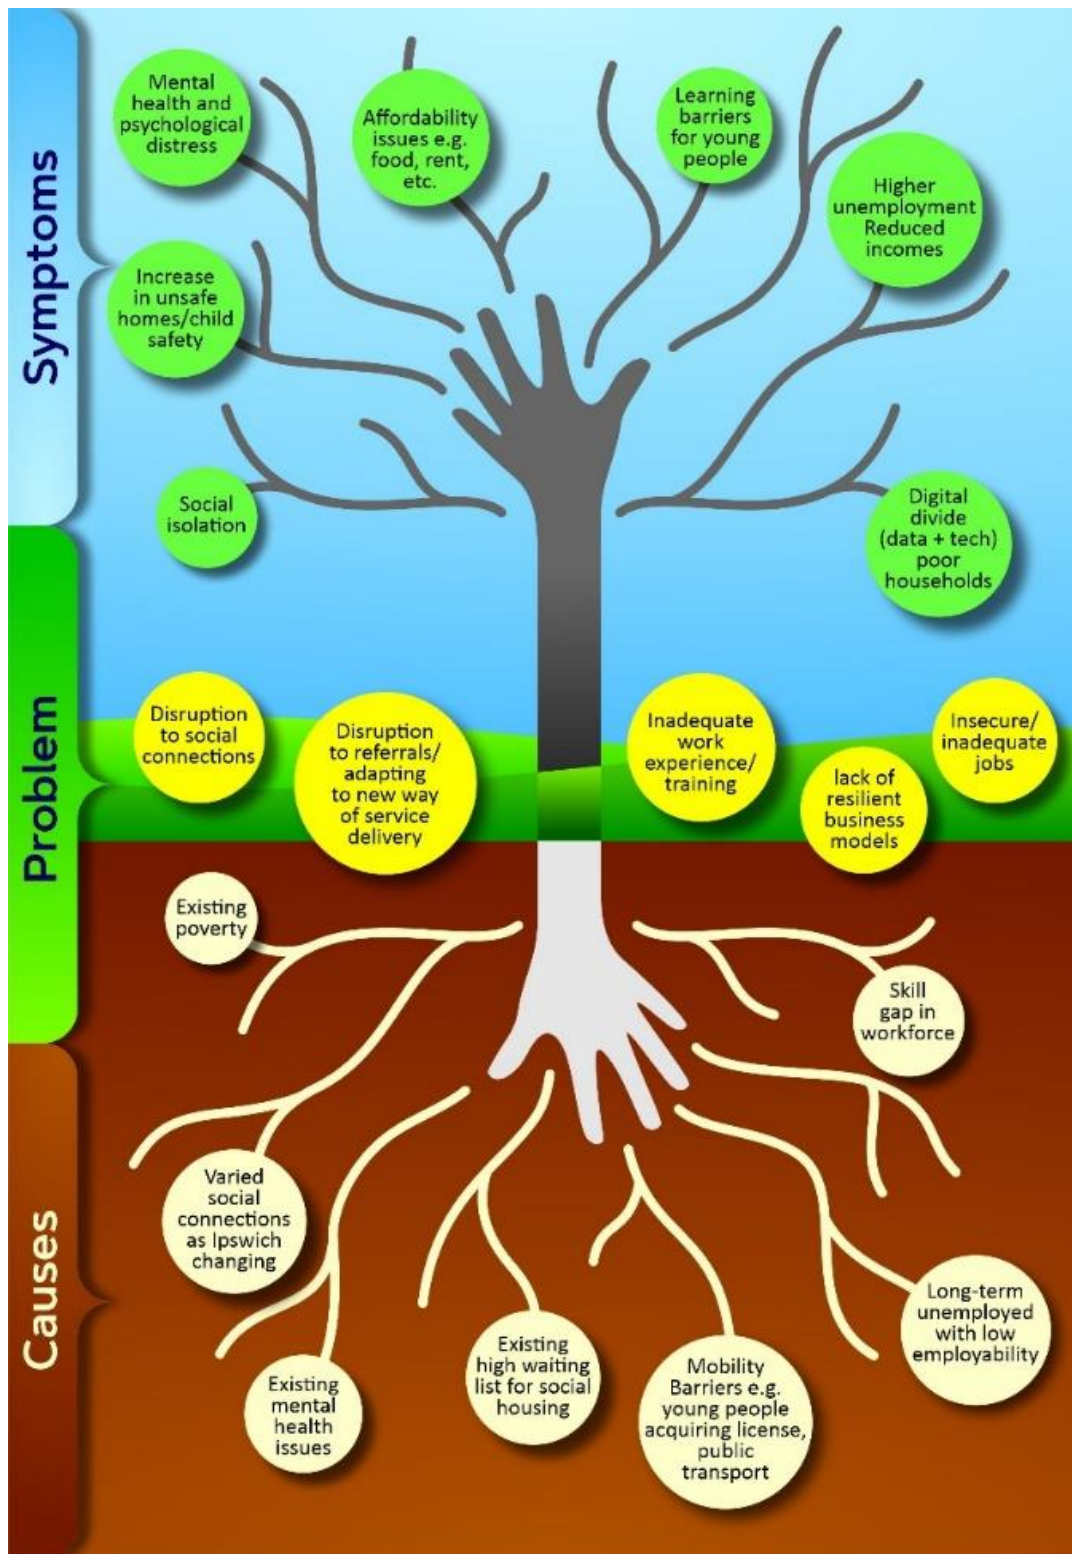 Symptoms
Mental
health and
psychological
distress
Affordability
issues e.g.
food, rent,
etc.
Learning
barriers
for young
people
Higher
unemployment
Reduced
incomes
Increase
in unsafe
homes/child
safety
Social
isolation
Digital
divide
(data + tech)
poor
households
Problem
Disruption
to social
connections
Disruption
to referrals/
adapting
to new way
of service
delivery
Inadequate
work
experience/
training
lack of
resilient
business
models
Insecure/
inadequate
jobs
Causes
Existing
poverty
Skill
gap in
workforce
Varied
social
connections
as Ipswich
changing
Existing
mental
health
issues
Existing
high waiting
list for social
housing
Mobility
Barriers e.g.
young people
acquiring license,
public
transport
Long-term
unemployed
with low
employability